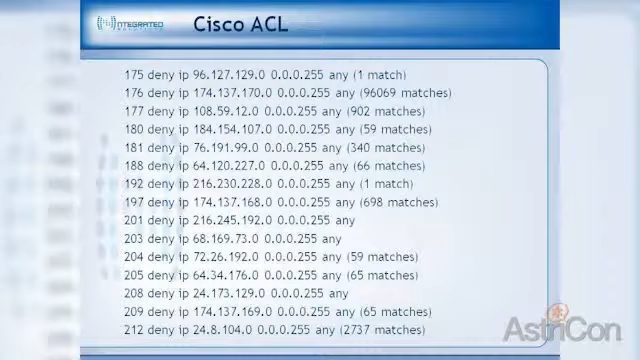 INTEGRATED
Cisco ACL
175 deny ip 96.127.129.0 0.0.0.255 any (1 match)
176 deny ip 174.137.170.0 0.0.0.255 any (96069 matches)
177 deny ip 108.59.12.0 0.0.0.255 any (902 matches)
180 deny ip 184.154.107.0 0.0.0.255 any (59 matches)
181 deny ip 76.191.99.0 0.0.0.255 any (340 matches)
188 deny ip 64.120.227.0 0.0.0.255 any (66 matches)
192 deny ip 216.230.228.0 0.0.0.255 any (1 match)
197 deny ip 174.137.168.0 0.0.0.255 any (698 matches)
201 deny ip 216.245.192.0 0.0.0.255 any
203 deny ip 68.169.73.0 0.0.0.255 any
204 deny ip 72.26.192.0 0.0.0.255 any (59 matches)
205 deny ip 64.34.176.0 0.0.0.255 any (65 matches)
208 deny ip 24.173.129.0 0.0.0.255 any
209 deny ip 174.137.169.0 0.0.0.255 any (65 matches)
212 deny ip 24.8.104.0 0.0.0.255 any (2737 matches)
AstriCon